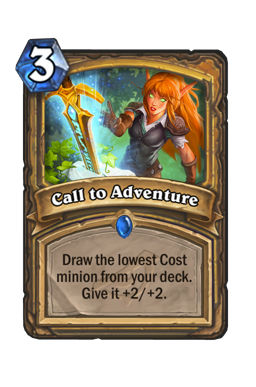 3
Call to Adventure
Draw the lowest Cost
minion from your deck.
Give it +2/+2.